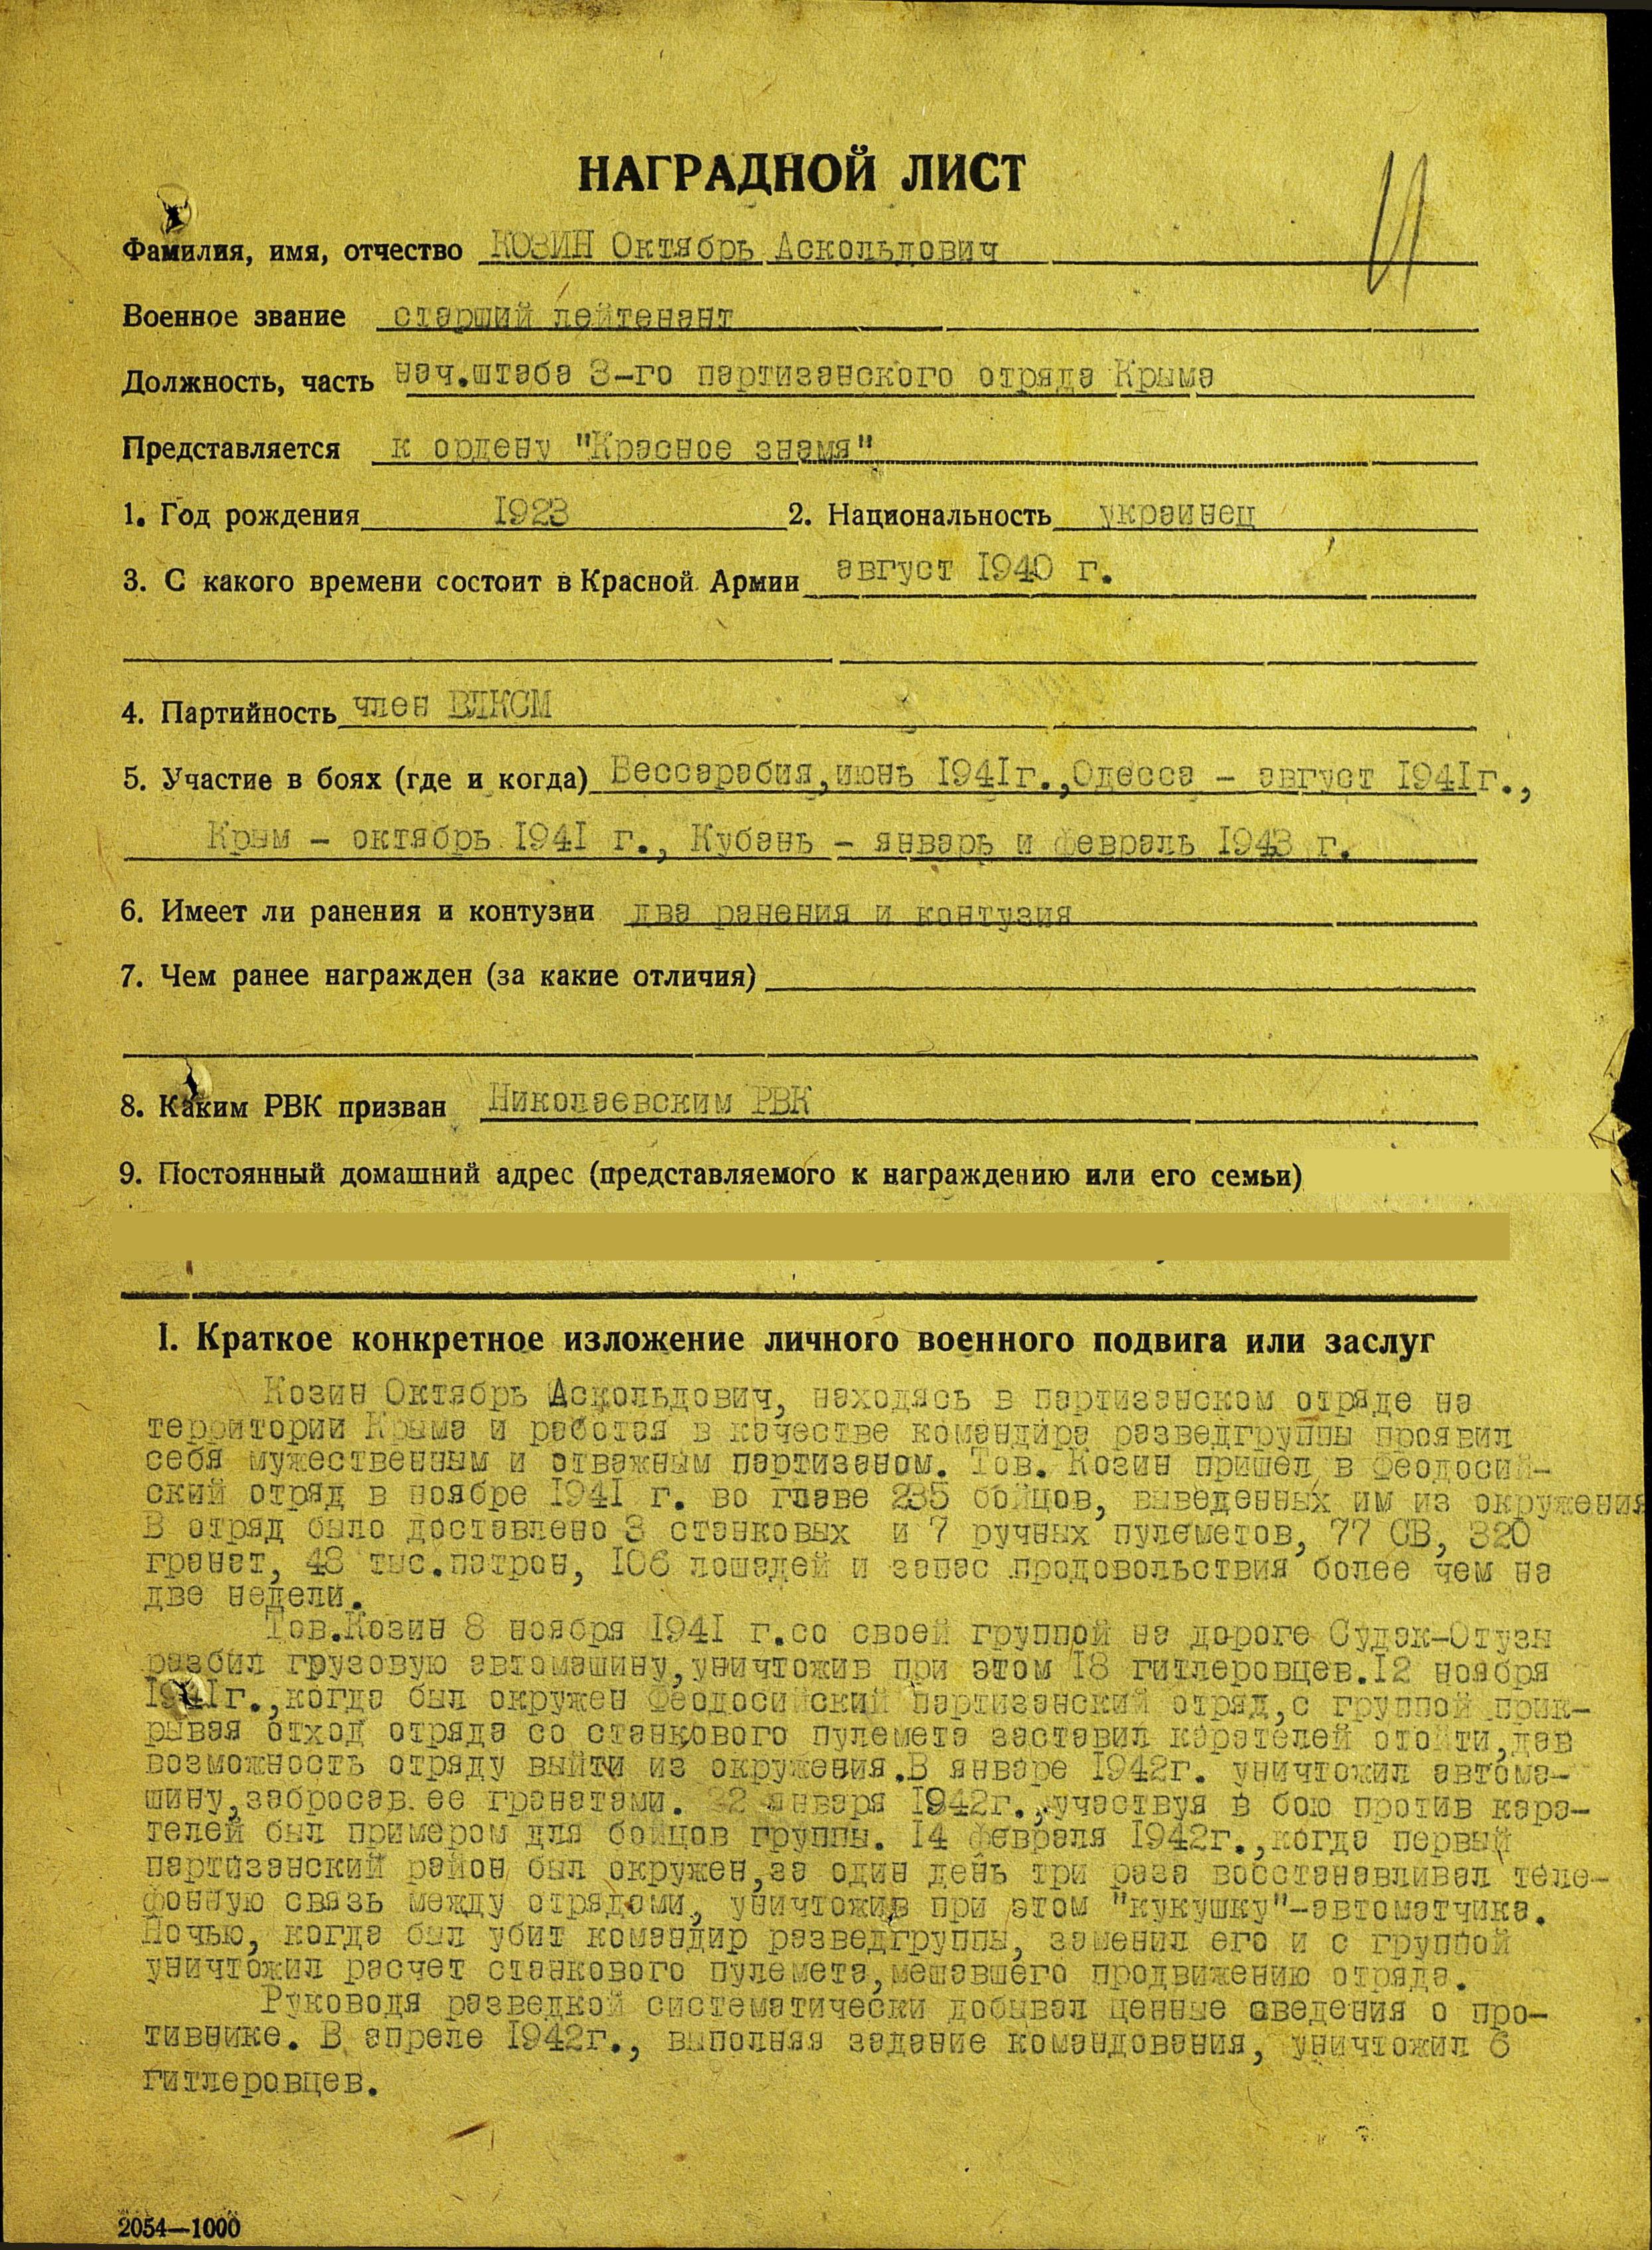 НАГРАДНОЙ ЛИСТ
Фамилия, имя, отчество КОЗИН Октябрь Аскольдович
Военное звание старший лейтенант
Должность, часть нач.штаба 3-го партизанского отряда Крыма
Представляется к ордену "Красное знамя"
1. Год рождения 1923 2. Национальность украинец
3. С какого времени состоит в Красной Армии август 1940 г.
4. Партийность член ВЛКСМ
5. Участие в боях (где и когда) Бессарабия, июнь 1941г., Одесса – август 1941г.,
Крым – октябрь 1941 г., Кубань – январь и февраль 1943 г.
6. Имеет ли ранения и контузии два ранения и контузия
7. Чем ранее награжден (за какие отличия)
8. Каким РВК призван Николаевским РВК
9. Постоянный домашний адрес (представляемого к награждению или его семьи)
I. Краткое конкретное изложение личного военного подвига или заслуг
Козин Октябрь Аскольдович, находясь в партизанском отряде на
территории Крыма и работая в качестве командира разведгруппы проявил
себя мужественным и отважным партизаном. Тов. Козин пришел в Феодосий-
ский отряд в ноябре 1941 г. во главе 235 бойцов, выведенных им из окружения
В отряд было доставлено 3 станковых и 7 ручных пулеметов, 77 СВ, 320
гранат, 48 тыс.патрон, 106 лошадей и запас продовольствия более чем на
две недели.
Тов.Козин 8 ноября 1941 г.со своей группой на дороге Судак-Отузы
разбил грузовую автомашину, уничтожив при этом 18 гитлеровцев.12 ноября
1941г., когда был окружен Феодосийский партизанский отряд, с группой прик-
рывая отход отряда со станкового пулемета заставил карателей отойти, дав
возможность отряду выйти из окружения.В январе 1942г. уничтожил автома-
шину, забросав ее гранатами. января 1942г., участвуя в бою против кара-
телей был примером для бойцов группы. 14 февраля 1942г., когда первый
партизанский район был окружен, за один день три раза восстанавливал теле-
фонную связь между отрядами, уничтожив при этом "кукушку"-автоматчика.
Ночью, когда был убит командир разведгруппы, заменил его и с группой
уничтожил расчет станкового пулемета, мешавшего продвижению отряда.
Руководя разведкой систематически добывал ценные сведения о про-
тивнике. В апреле 1942г., выполняя задание командования, уничтожил 6
гитлеровцев.
2054—1000